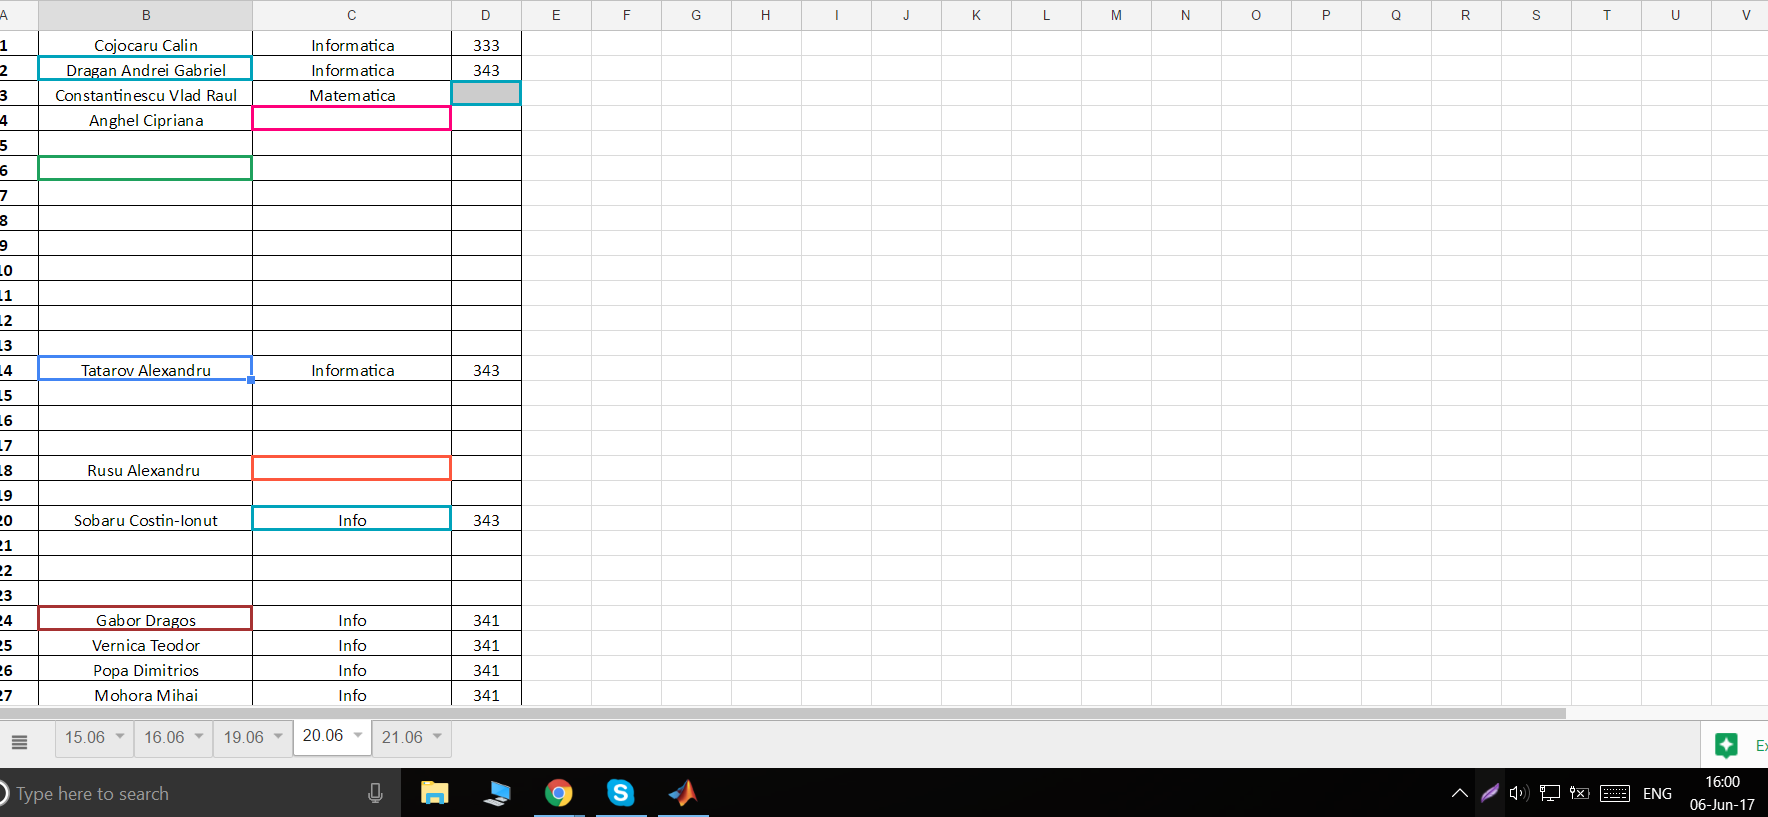 A B C D E F G H I J K L M N O P Q R S T U V
1 Cojocaru Calin Informatica 333
2 Dragan Andrei Gabriel Informatica 343
3 Constantinescu Vlad Raul Matematica
4 Anghel Cipriana
5
6
7
8
9
10
11
12
13
14 Tatarov Alexandru Informatica 343
15
16
17
18 Rusu Alexandru
19
20 Sobaru Costin-Ionut Info 343
21
22
23
24 Gabor Dragos Info 341
25 Vernica Teodor Info 341
26 Popa Dimitrios Info 341
27 Mohora Mihai Info 341
15.06 16.06 19.06 20.06 21.06 Ex
Type here to search ENG 16:00
06-Jun-17